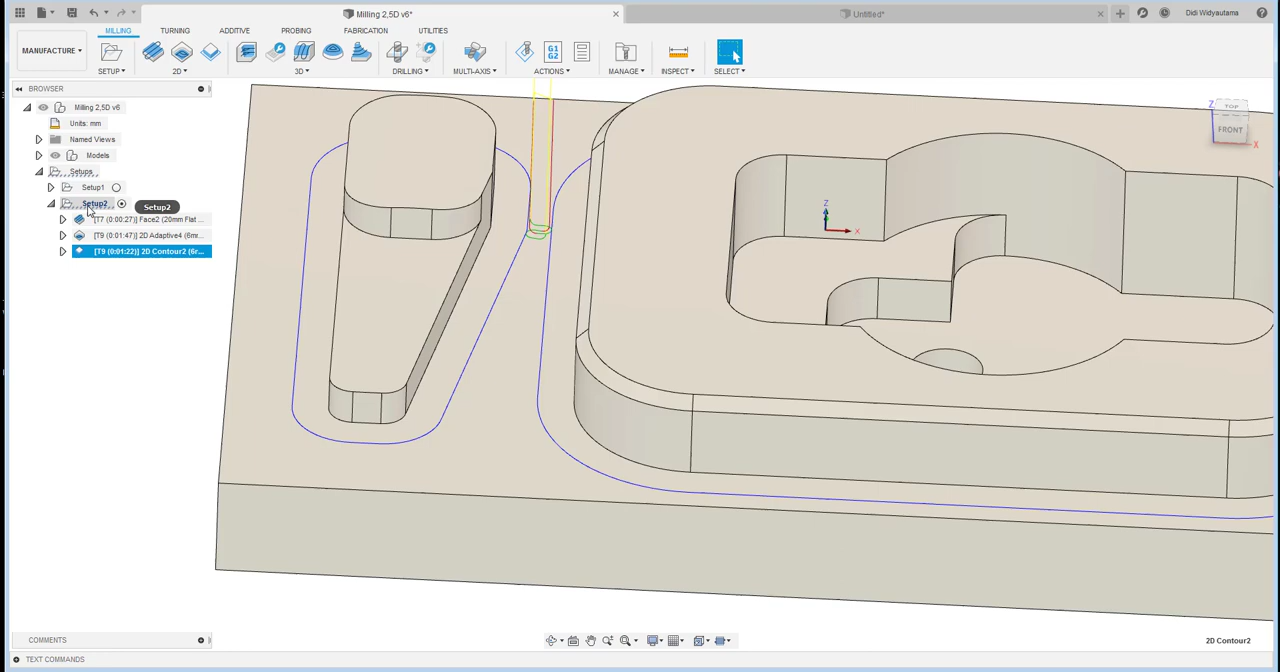 Milling 2,5D v6*
Untitled*
Didi Widyautama
MANUFACTURE
MILLING TURNING ADDITIVE PROBING FABRICATION UTILITIES
G1
G2
SETUP 2D 3D DRILLING MULTI-AXIS ACTIONS MANAGE INSPECT SELECT
BROWSER
Milling 2,5D v6
Units: mm
Named Views
Models
Setups
Setup1
Setup2
Setup2
[T7 (0:00:27)] Face2 (20mm Flat ...
[T9 (0:01:47)] 2D Adaptive4 (6m...
[T9 (0:01:22)] 2D Contour2 (6r...
Z
TOP
FRONT
X
Z
X
COMMENTS
2D Contour2
TEXT COMMANDS